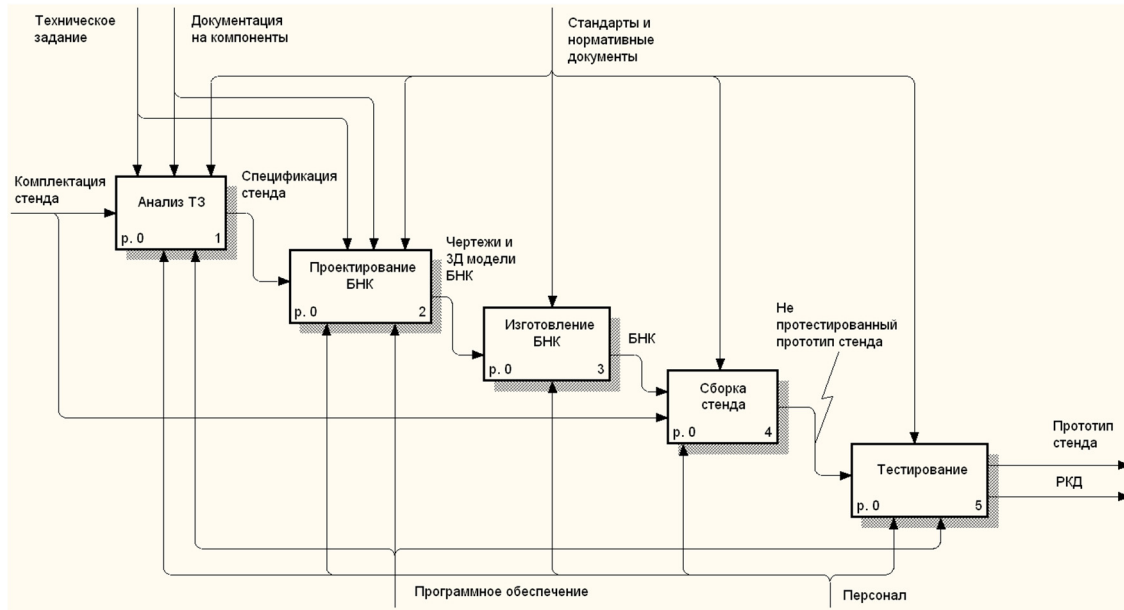 Техническое
задание
Документация
на компоненты
Стандарты и
нормативные
документы
Комплектация
стенда
Анализ ТЗ
р. 0
1
Спецификация
стенда
Проектирование
БНК
р. 0
2
Чертежи и
3Д модели
БНК
Изготовление
БНК
р. 0
3
БНК
Сборка
стенда
р. 0
4
Не
протестированный
прототип стенда
Тестирование
р. 0
5
Прототип
стенда
РКД
Программное обеспечение
Персонал